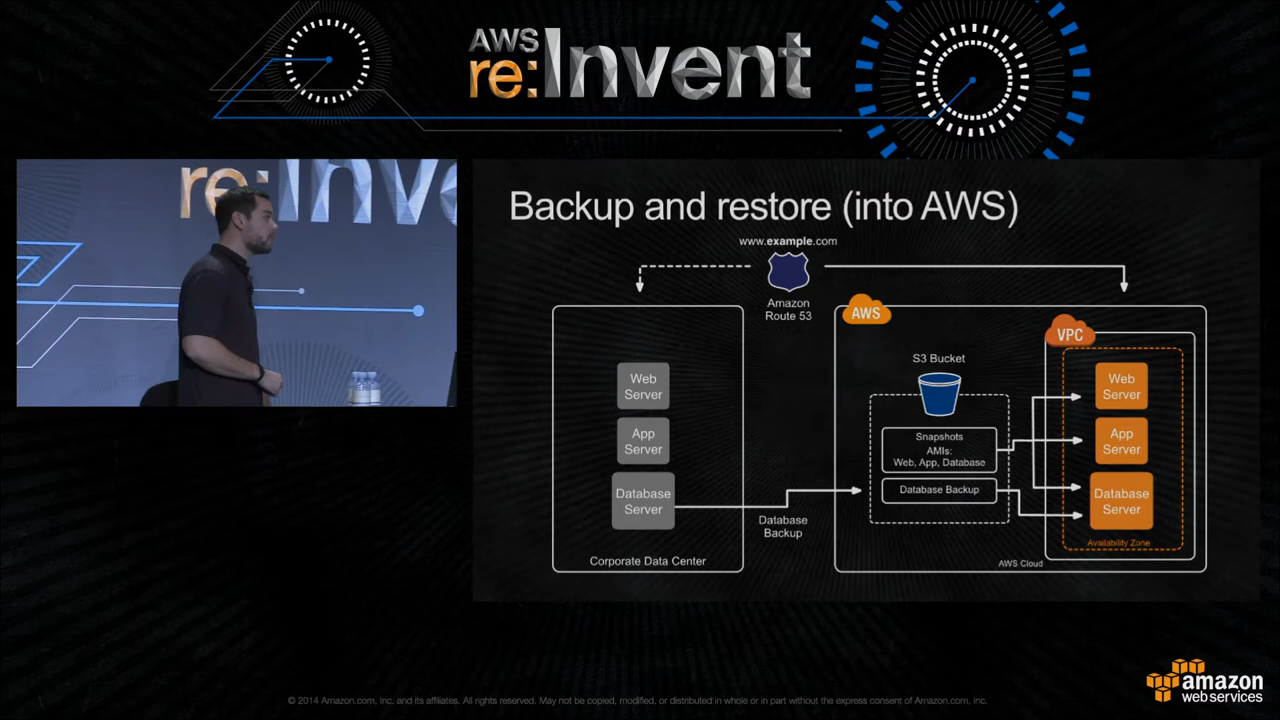 AWS
re:Invent
re:Inve
Backup and restore (into AWS)
www.example.com
Amazon
Route 53
AWS
VPC
S3 Bucket
Web
Server
App
Server
Database
Server
Corporate Data Center
Database
Backup
Snapshots
AMIs:
Web, App, Database
Database Backup
Web
Server
App
Server
Database
Server
Availability Zone
AWS Cloud
amazon
webservices
© 2014 Amazon.com, Inc. and its affiliates. All rights reserved. May not be copied, modified, or distributed in whole or in part without the express consent of Amazon.com, Inc.